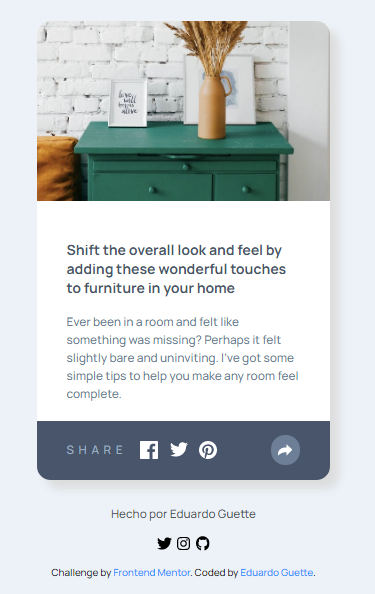 love
will
Shift the overall look and feel by
adding these wonderful touches
to furniture in your home
Ever been in a room and felt like
something was missing? Perhaps it felt
slightly bare and uninviting. I've got some
simple tips to help you make any room feel
complete.
SHARE
Hecho por Eduardo Guette
Challenge by Frontend Mentor. Coded by Eduardo Guette.